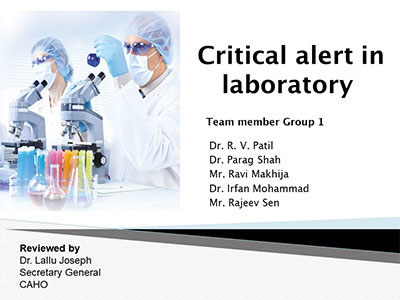 Critical alert in
laboratory
Team member Group 1
Dr. R. V. Patil
Dr. Parag Shah
Mr. Ravi Makhija
Dr. Irfan Mohammad
Mr. Rajeev Sen
Reviewed by
Dr. Lallu Joseph
Secretary General
CAHO